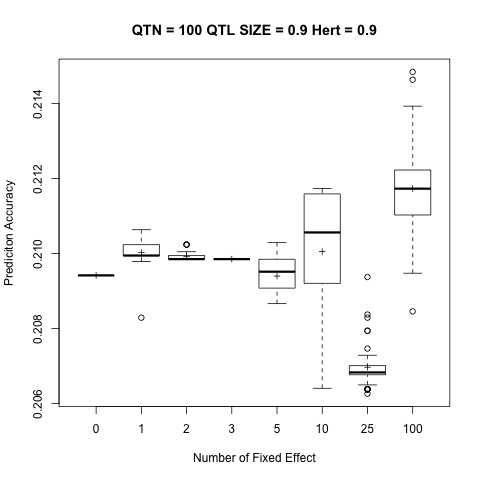 QTN = 100 QTL SIZE = 0.9 Hert = 0.9
Prediciton Accuracy
0.214
0.212
0.210
0.208
0.206
0 1 2 3 5 10 25 100
Number of Fixed Effect